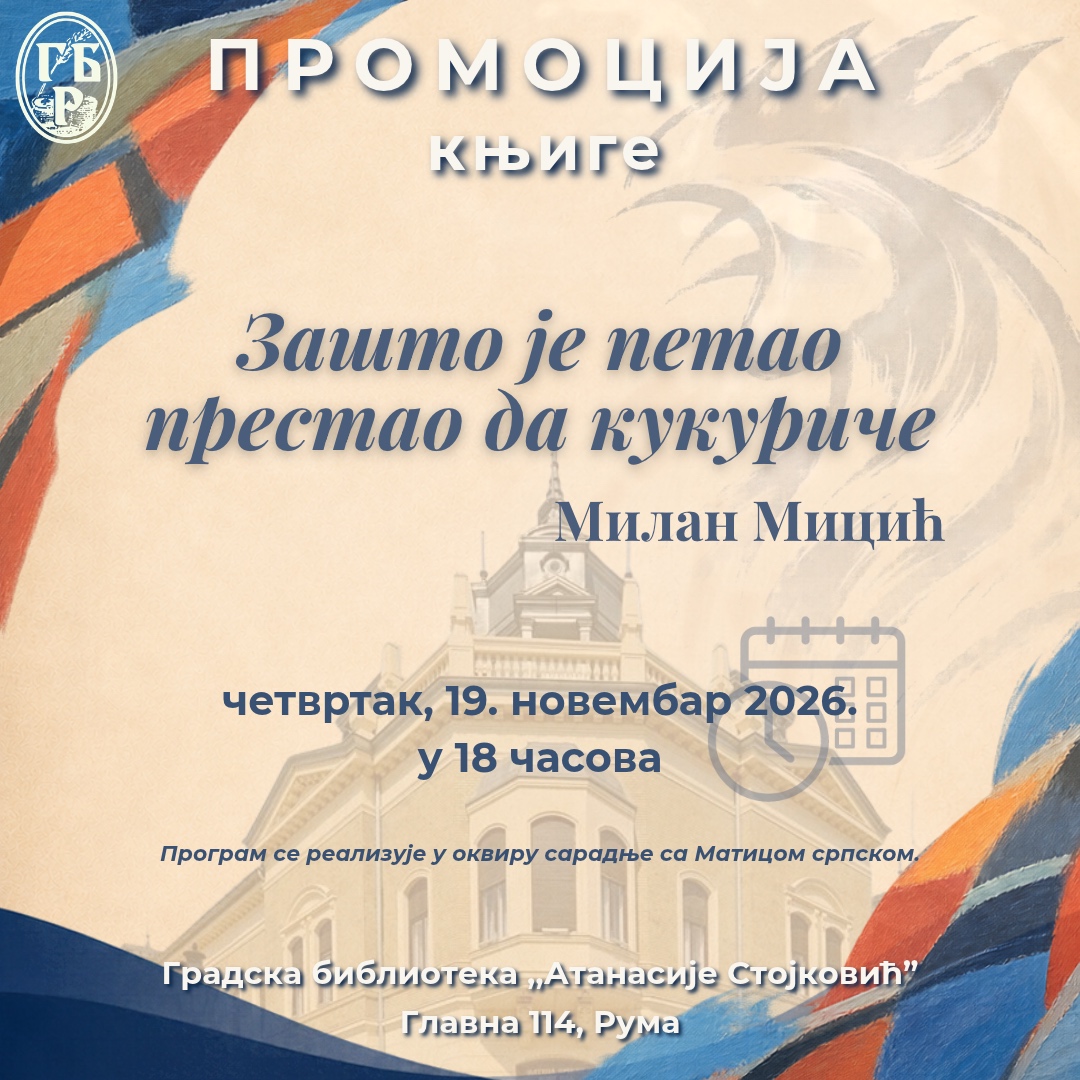 ГБ
Р
ПРОМОЦИЈА
књиге
Зашто је петао
престао да кукуриче
Милан Мицић
четвртак, 19. новембар 2026.
у 18 часова
Програм се реализује у оквиру сарадње са Матицом српском.
Градска библиотека ,,Атанасије Стојковић”
Главна 114, Рума